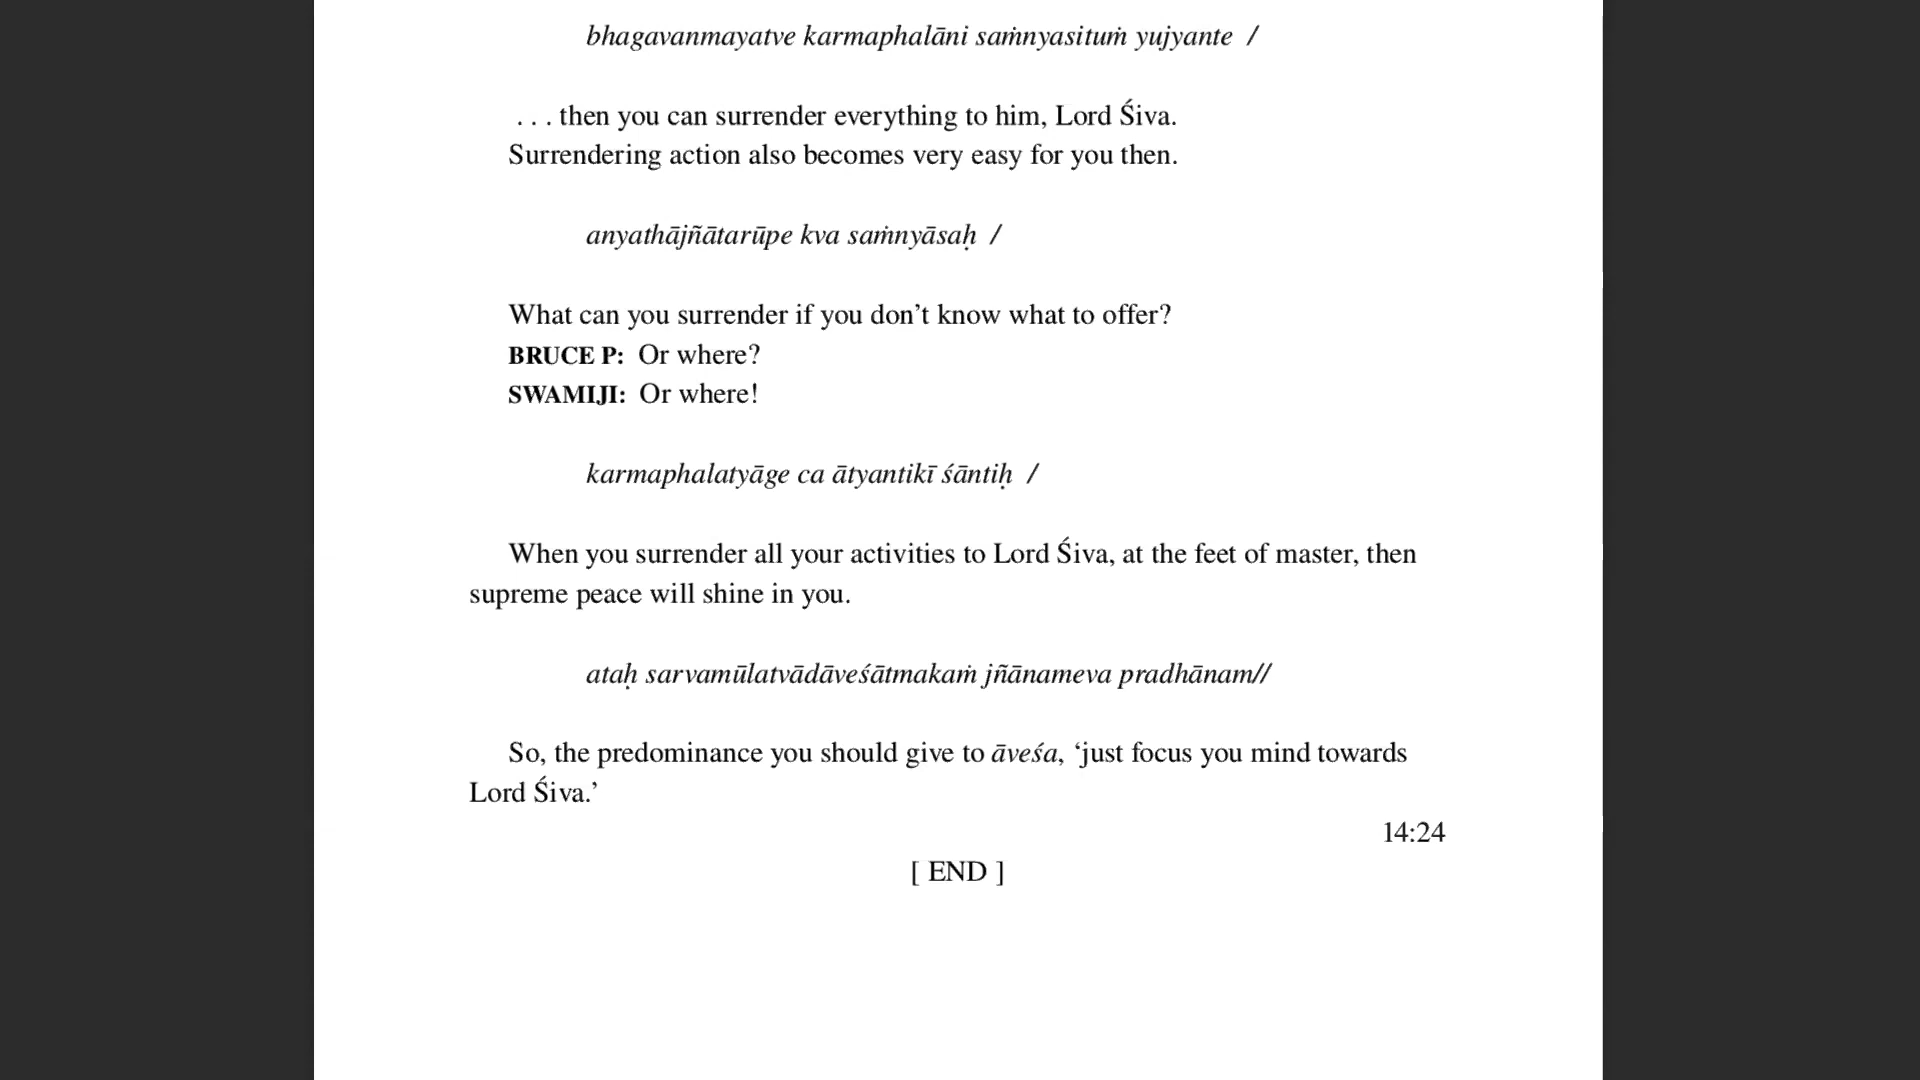 bhagavanmayatve karmaphalāni saṁnyasituṁ yujyante /
. . . then you can surrender everything to him, Lord Śiva.
Surrendering action also becomes very easy for you then.
anyathājñātarūpe kva saṁnyāsaḥ /
What can you surrender if you don’t know what to offer?
BRUCE P: Or where?
SWAMIJI: Or where!
karmaphalatyāge ca ātyantikī śāntiḥ /
When you surrender all your activities to Lord Śiva, at the feet of master, then
supreme peace will shine in you.
ataḥ sarvamūlatvādāveśātmakaṁ jñānameva pradhānam//
So, the predominance you should give to āveśa, ‘just focus you mind towards
Lord Śiva.’
14:24
[ END ]